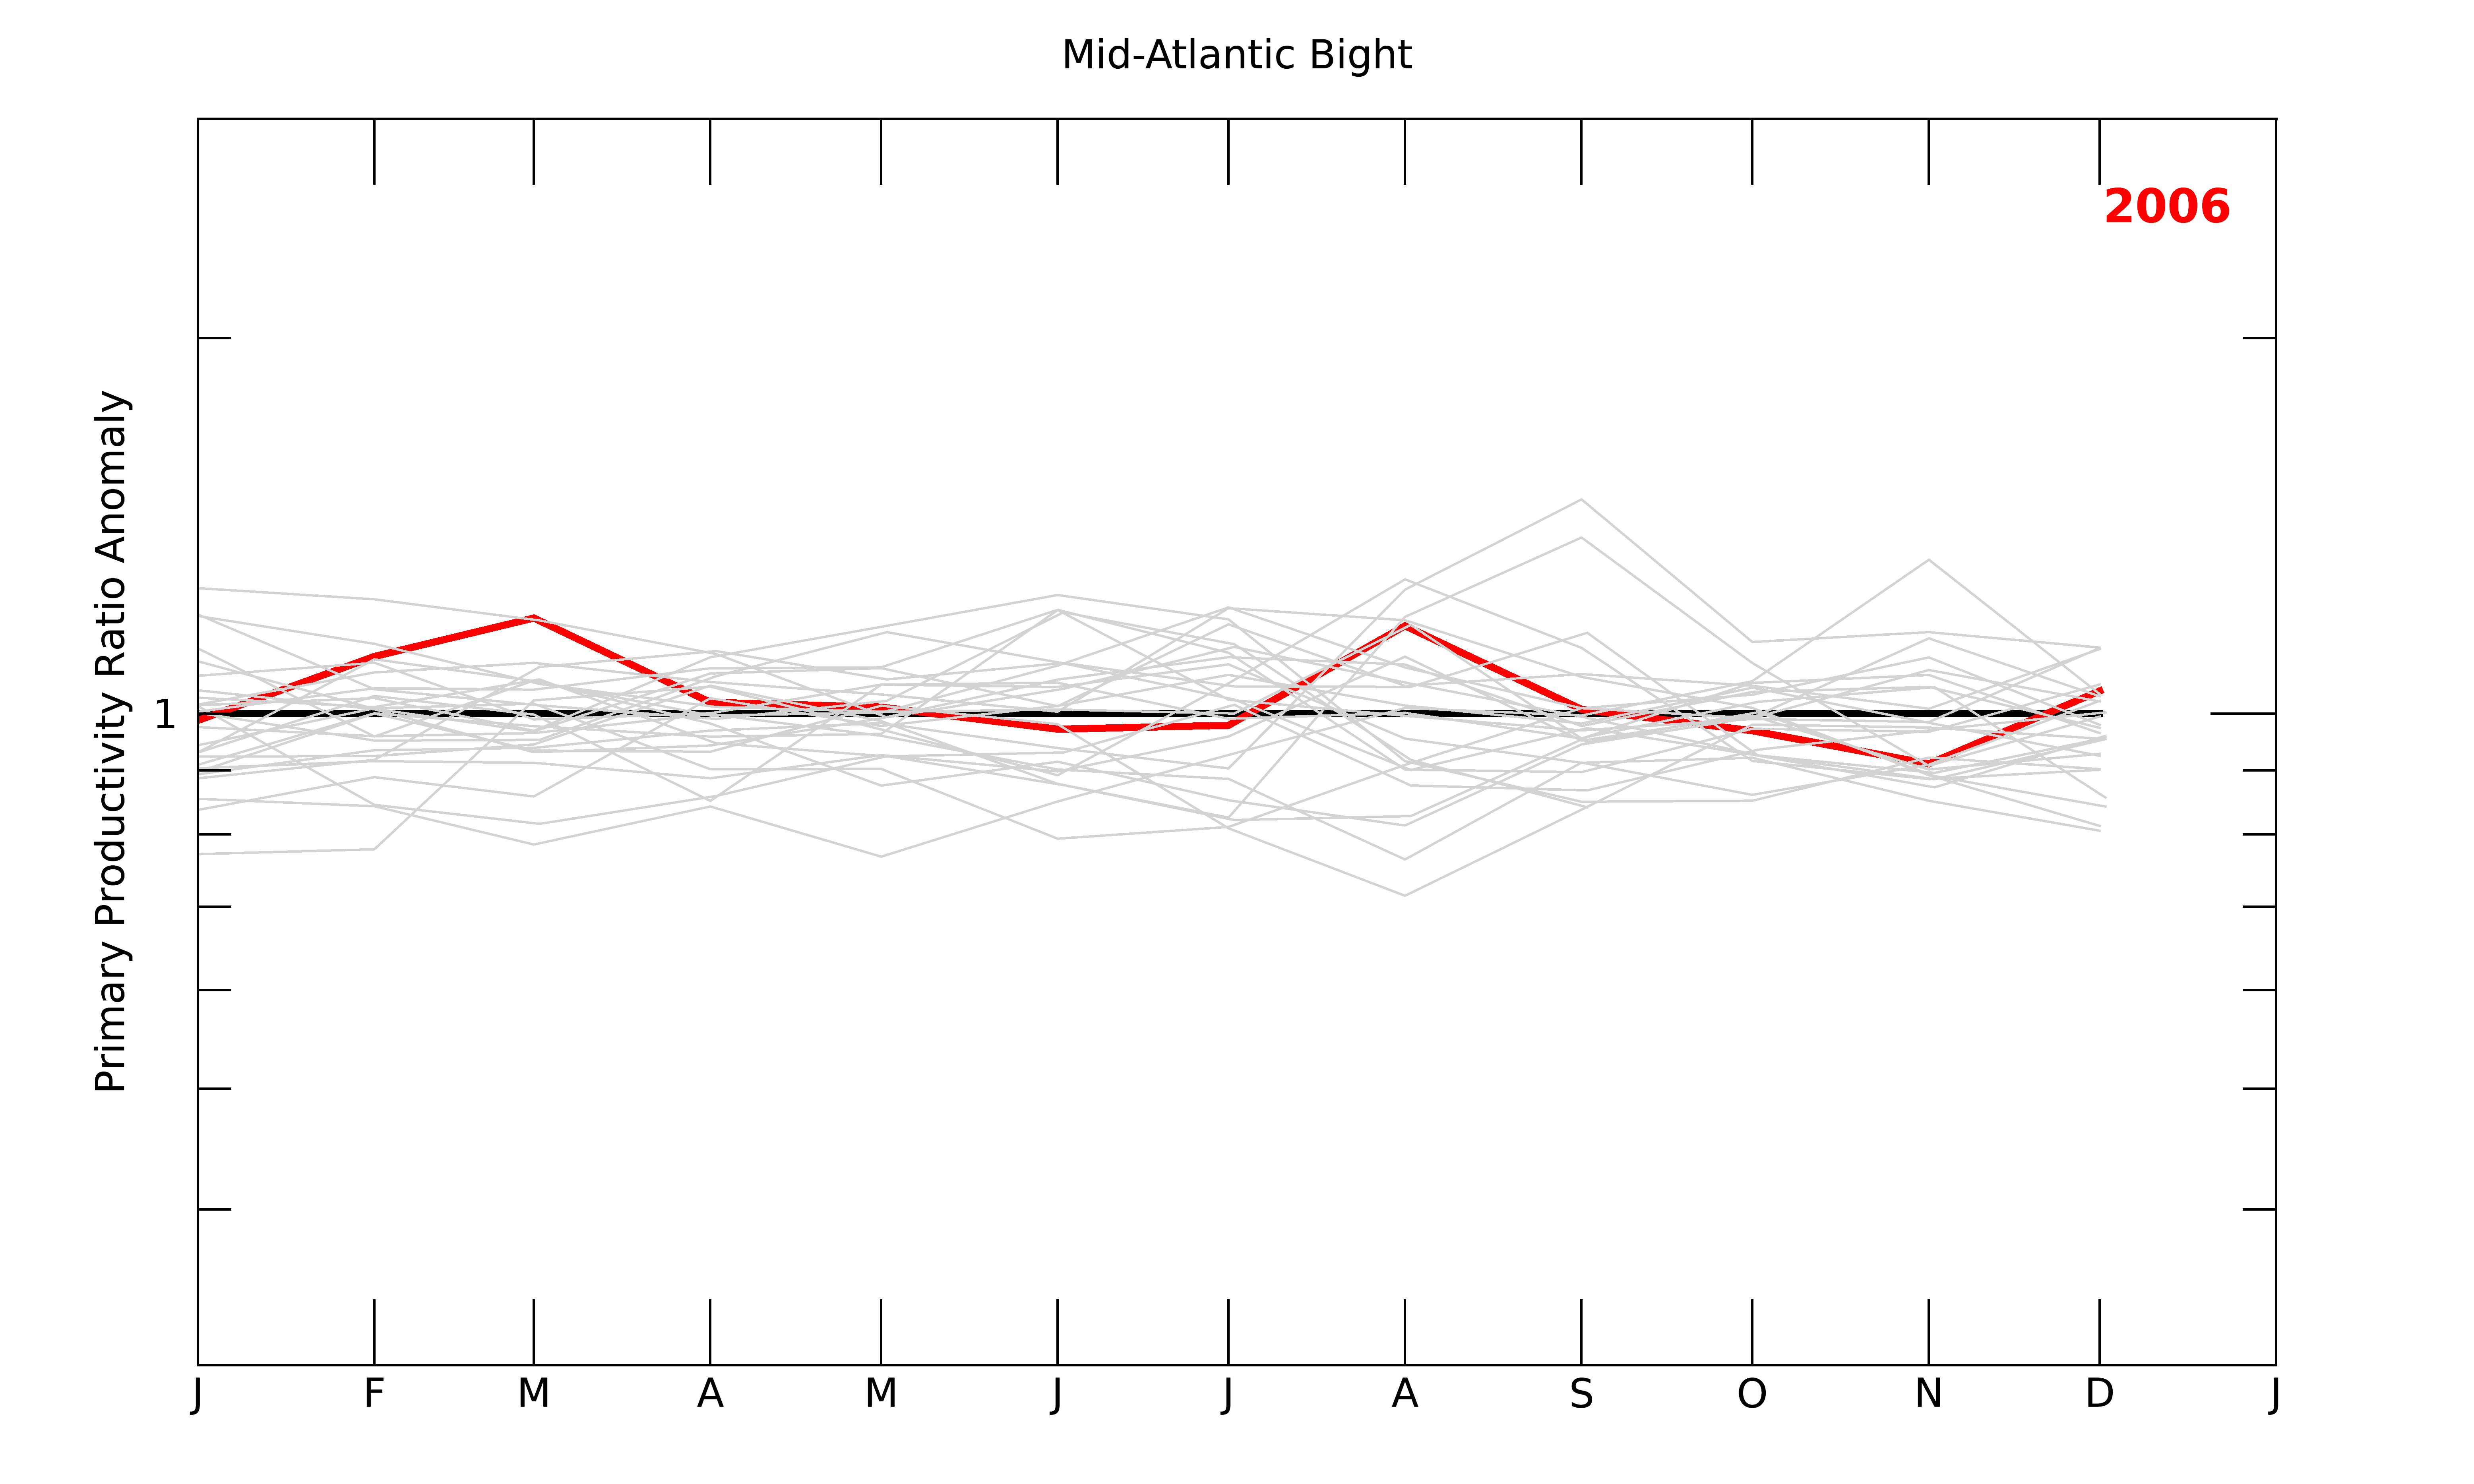 Mid-Atlantic Bight
2006
Primary Productivity Ratio Anomaly
1
J F M A M J J A S O N D J